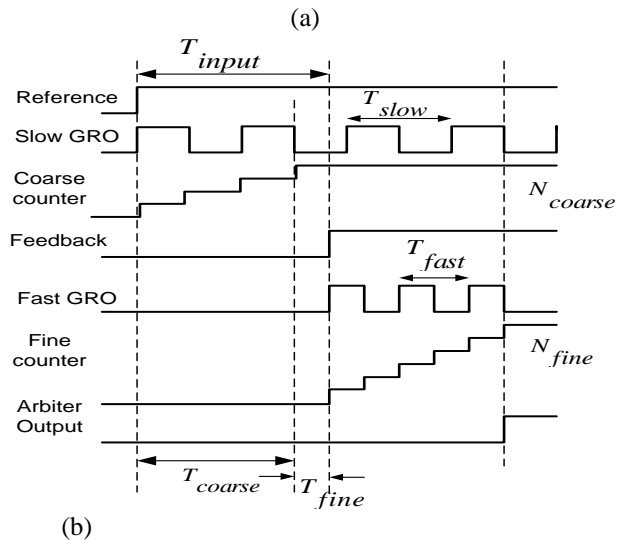 (a)
T input
Reference
T slow
Slow GRO
Coarse
counter
N coarse
Feedback
T fast
Fast GRO
Fine
counter
N fine
Arbiter
Output
T coarse
T fine
(b)